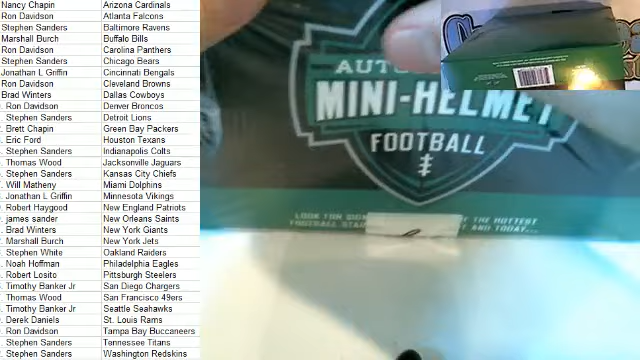 Nancy Chapin Arizona Cardinals
Ron Davidson Atlanta Falcons
Stephen Sanders Baltimore Ravens
Marshall Burch Buffalo Bills
Ron Davidson Carolina Panthers
Stephen Sanders Chicago Bears
Jonathan L Griffin Cincinnati Bengals
Ron Davidson Cleveland Browns
Brad Winters Dallas Cowboys
Ron Davidson Denver Broncos
Stephen Sanders Detroit Lions
Brett Chapin Green Bay Packers
Eric Ford Houston Texans
Stephen Sanders Indianapolis Colts
Thomas Wood Jacksonville Jaguars
Stephen Sanders Kansas City Chiefs
Will Matheny Miami Dolphins
Jonathan L Griffin Minnesota Vikings
Robert Haygood New England Patriots
james sander New Orleans Saints
Brad Winters New York Giants
Marshall Burch New York Jets
Stephen White Oakland Raiders
Noah Hoffman Philadelphia Eagles
Robert Losito Pittsburgh Steelers
Timothy Banker Jr San Diego Chargers
Thomas Wood San Francisco 49ers
Timothy Banker Jr Seattle Seahawks
Derek Daniels St. Louis Rams
Ron Davidson Tampa Bay Buccaneers
Stephen Sanders Tennessee Titans
Stephen Sanders Washington Redskins
MINI-HELMET
FOOTBALL
LOOK FOR THE HOTTEST
FOOTBALL AND TODAY...